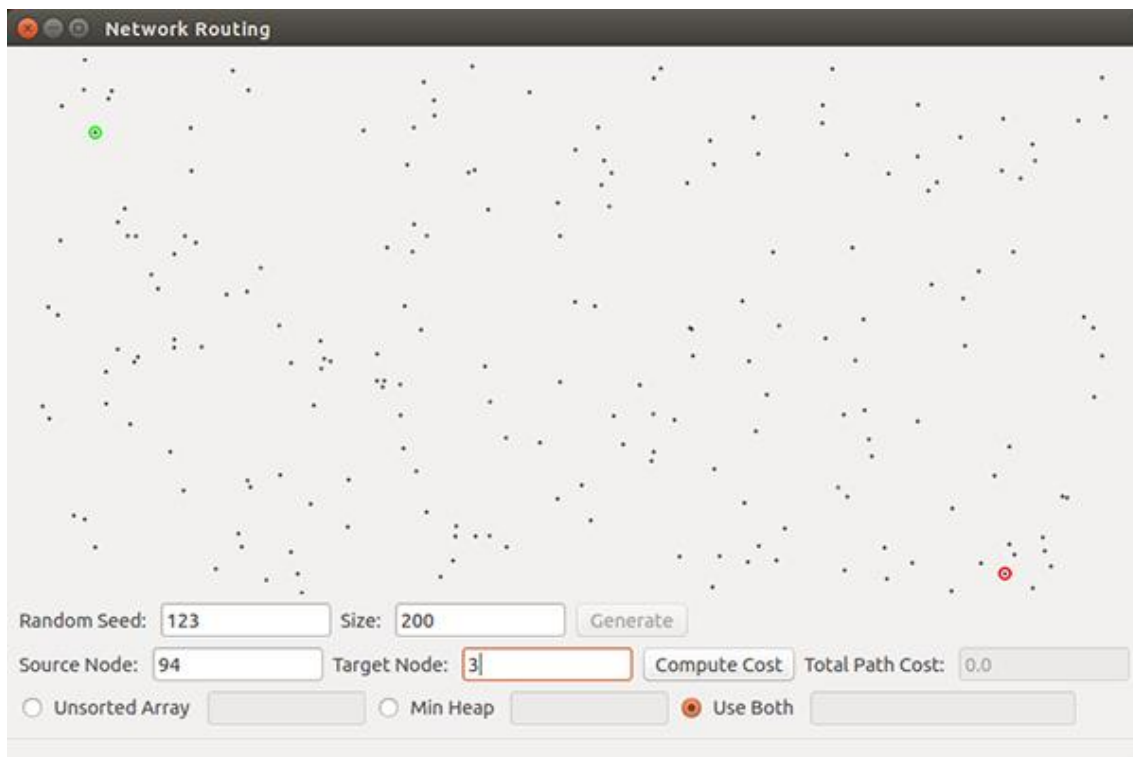 Network Routing
Random Seed: 123 Size: 200 Generate
Source Node: 94 Target Node: 3 Compute Cost Total Path Cost: 0.0
Unsorted Array Min Heap Use Both